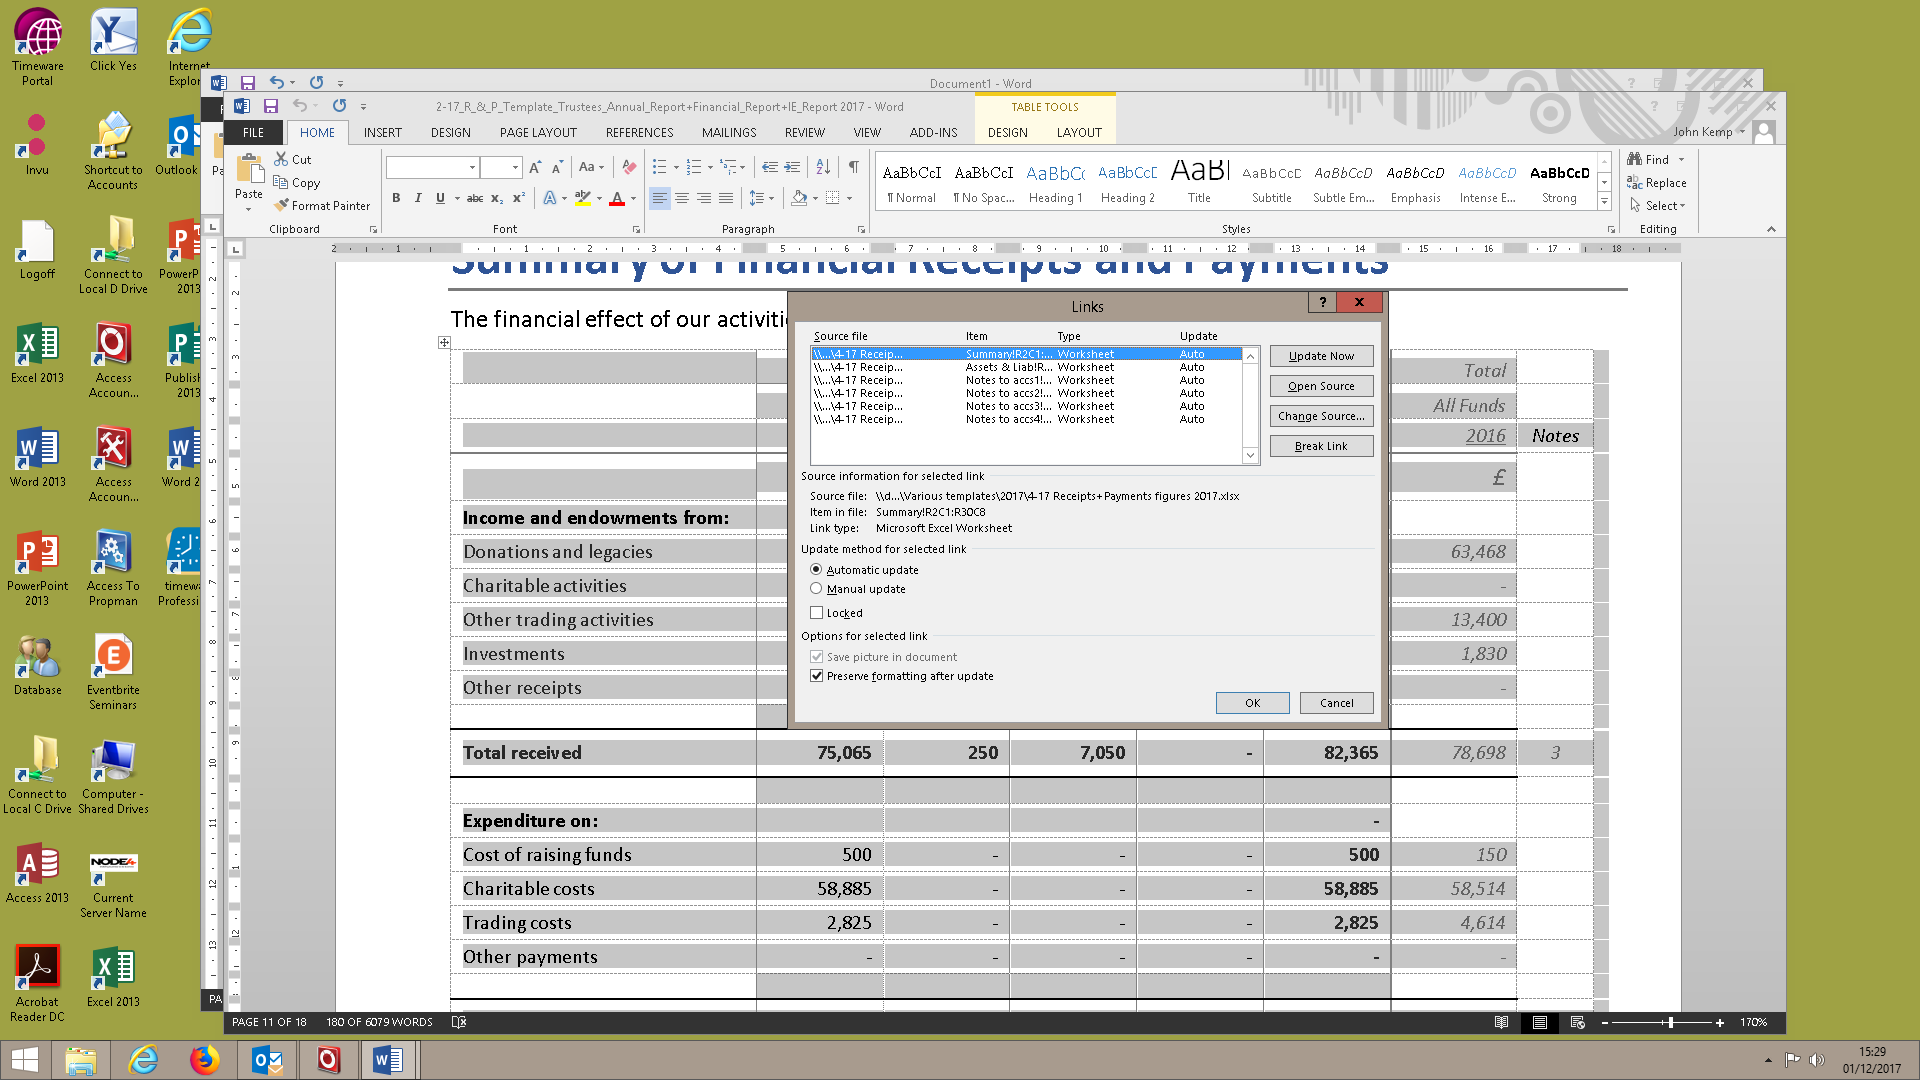 Timeware Portal
Click Yes
Internet Explor
Invu
Shortcut to Accounts
Outlook
Logoff
Connect to Local D Drive
PowerP 2013
Excel 2013
Access Accoun...
Publish 2013
Word 2013
Access Accoun...
Word 2
PowerPoint 2013
Access To Propman
timewa Professi
Database
Eventbrite Seminars
Connect to Local C Drive
Computer - Shared Drives
Access 2013
NODE4
Current Server Name
Acrobat Reader DC
Excel 2013
Document1 - Word
2-17_R_&_P_Template_Trustees_Annual_Report+Financial_Report+IE_Report 2017 - Word
TABLE TOOLS
FILE HOME INSERT DESIGN PAGE LAYOUT REFERENCES MAILINGS REVIEW VIEW ADD-INS DESIGN LAYOUT
John Kemp
Paste
Cut
Copy
Format Painter
Clipboard
Font
Paragraph
AaBbCcI AaBbCcI AaBbCc AaBbCcD AaB AaBbCcD AaBbCcD AaBbCcD AaBbCcD AaBbCcD
¶ Normal ¶ No Spac... Heading 1 Heading 2 Title Subtitle Subtle Em... Emphasis Intense E... Strong
Styles
Find
Replace
Select
Editing
Summary of Financial Receipts and Payments
The financial effect of our activiti
Total
All Funds
2016 Notes
£
Income and endowments from:
Donations and legacies 63,468
Charitable activities -
Other trading activities 13,400
Investments 1,830
Other receipts -
Total received 75,065 250 7,050 - 82,365 78,698 3
Expenditure on: -
Cost of raising funds 500 - - - 500 150
Charitable costs 58,885 - - - 58,885 58,514
Trading costs 2,825 - - - 2,825 4,614
Other payments - - - - - -
Links
Source file Item Type Update
\\...\4-17 Receip... Summary!R2C1:... Worksheet Auto
\\...\4-17 Receip... Assets & Liab!R... Worksheet Auto
\\...\4-17 Receip... Notes to accs1!... Worksheet Auto
\\...\4-17 Receip... Notes to accs2!... Worksheet Auto
\\...\4-17 Receip... Notes to accs3!... Worksheet Auto
\\...\4-17 Receip... Notes to accs4!... Worksheet Auto
Update Now
Open Source
Change Source...
Break Link
Source information for selected link
Source file: \\d...\Various templates\2017\4-17 Receipts+Payments figures 2017.xlsx
Item in file: Summary!R2C1:R30C8
Link type: Microsoft Excel Worksheet
Update method for selected link
Automatic update
Manual update
Locked
Options for selected link
Save picture in document
Preserve formatting after update
OK Cancel
PA
PAGE 11 OF 18 180 OF 6079 WORDS
170%
15:29
01/12/2017